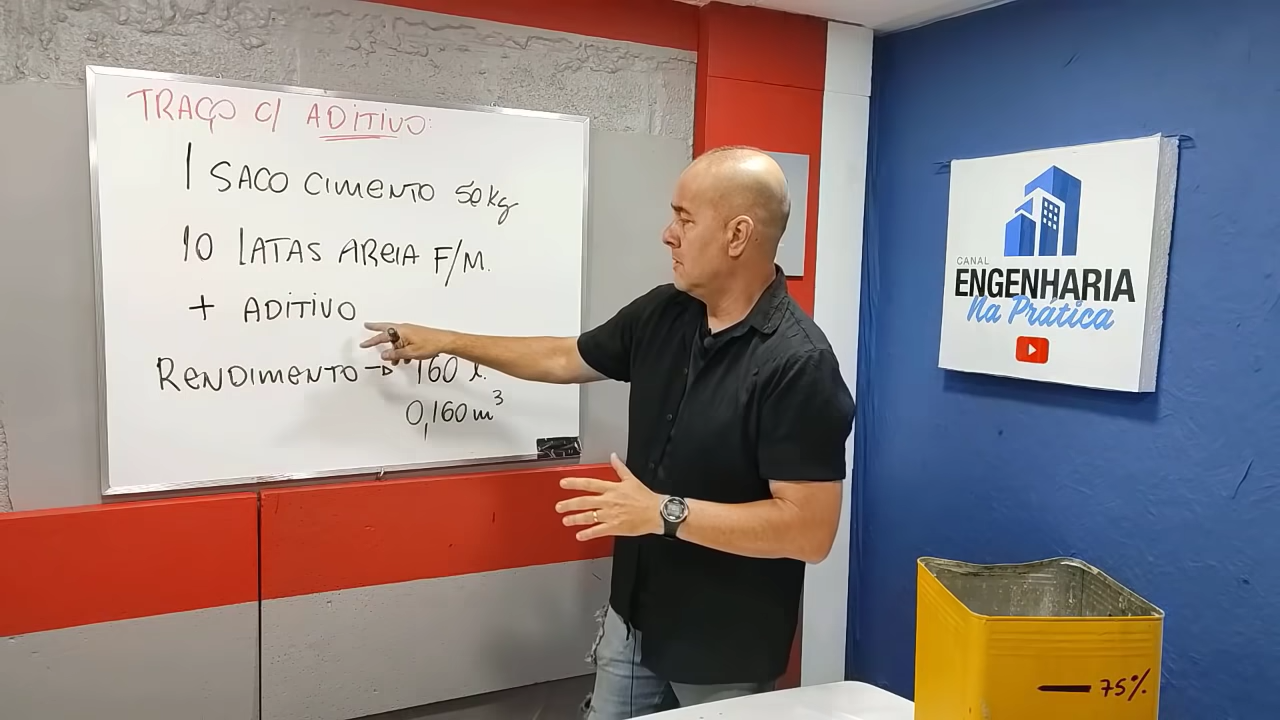 TRAÇO C/ ADITIVO:
1 SACO CIMENTO 50kg
10 LATAS AREIA F/M.
+ ADITIVO
RENDIMENTO → 160 l.
0,160 m³
CANAL
ENGENHARIA
Na Prática
75%